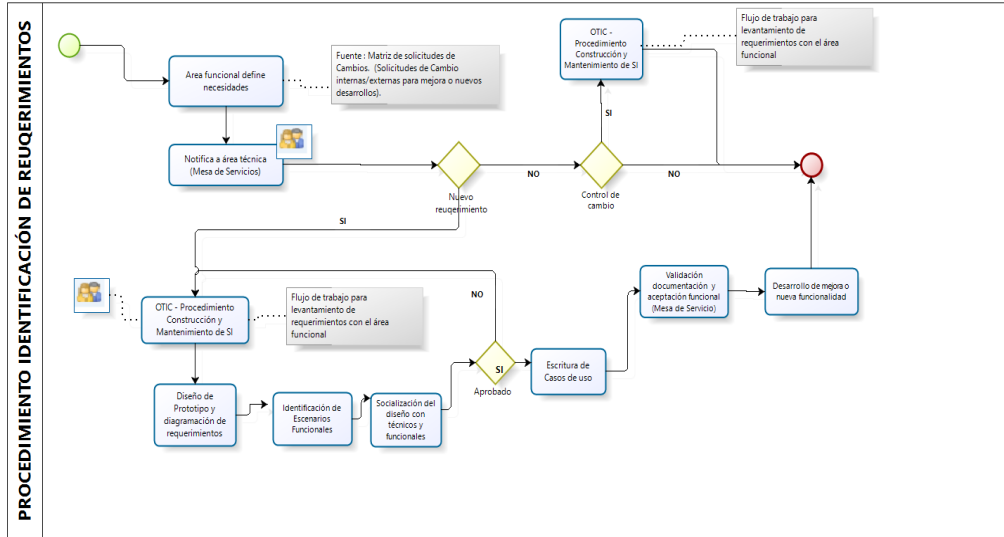 PROCEDIMIENTO IDENTIFICACIÓN DE REUQERIMENTOS
Area funcional define
necesidades
Fuente : Matriz de solicitudes de
Cambios.  (Solicitudes de Cambio
internas/externas para mejora o nuevos
desarrollos).
OTIC -
Procedimiento
Construcción y
Mantenimiento de SI
Flujo de trabajo para
levantamiento de
requerimientos con el área
funcional
SI
Notifica a área técnica
(Mesa de Servicios)
Nuevo
reuqerimiento
NO
Control de
cambio
NO
SI
OTIC - Procedimiento
Construcción y
Mantenimiento de SI
Flujo de trabajo para
levantamiento de
requerimientos con el área
funcional
NO
Validación
documentación y
aceptación funcional
(Mesa de Servicio)
Desarrollo de mejora o
nueva funcionalidad
SI
Aprobado
Escritura de
Casos de uso
Diseño de
Prototipo y
diagramación de
requerimientos
Identificación de
Escenarios
Funcionales
Socialización del
diseño con
técnicos y
funcionales